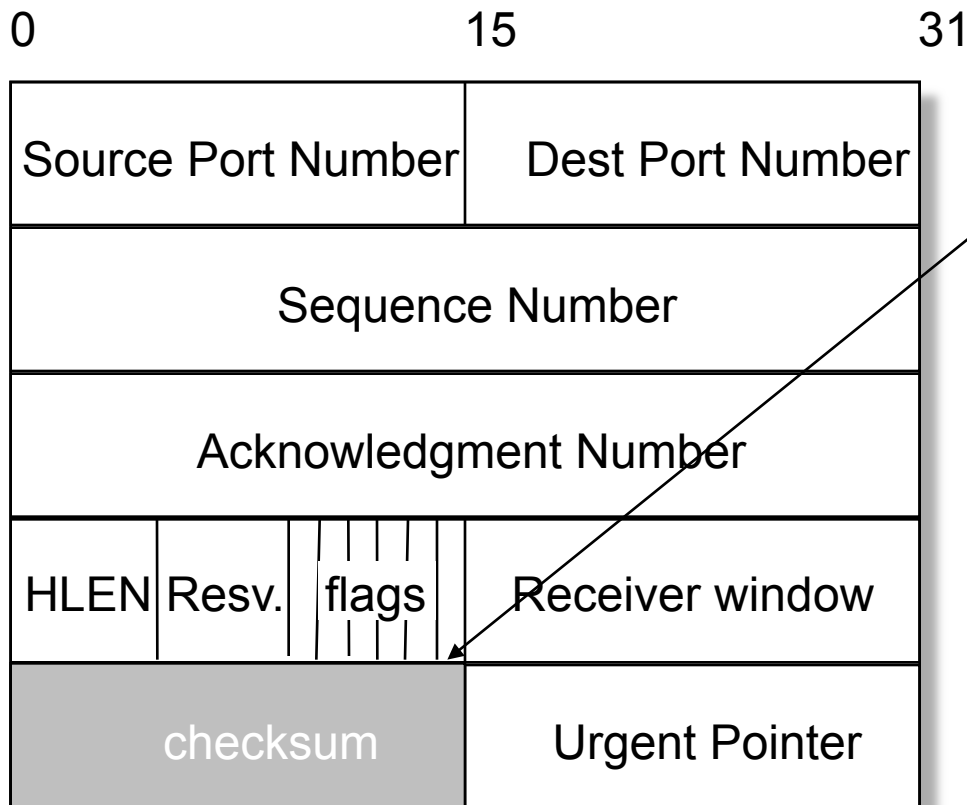 0 15 31
Source Port Number Dest Port Number
Sequence Number
Acknowledgment Number
HLEN Resv. flags Receiver window
checksum Urgent Pointer